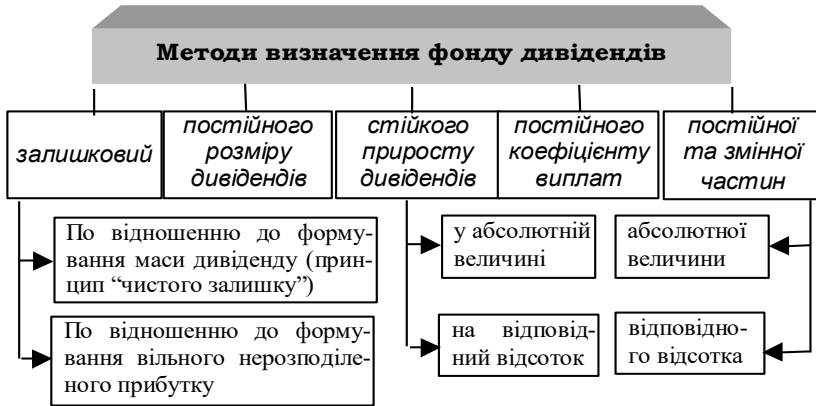 Методи визначення фонду дивідендів
залишковий
постійного
розміру
дивідендів
стійкого
приросту
дивідендів
постійного
коефіцієнту
виплат
постійної
та змінної
частин
По відношенню до форму-
вання маси дивіденду (прин-
цип “чистого залишку”)
По відношенню до форму-
вання вільного нерозподіле-
ного прибутку
у абсолютній
величині
на відповід-
ний відсоток
абсолютної
величини
відповідно-
го відсотка